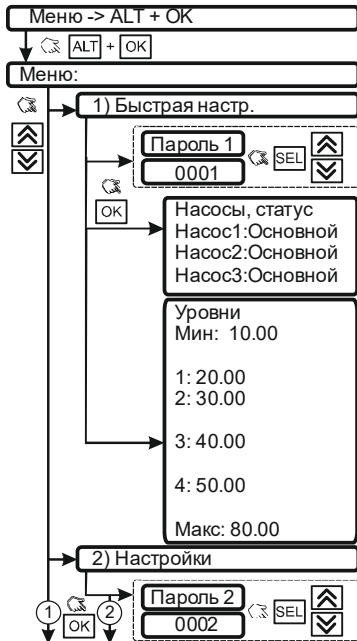 Меню -> ALT + OK
ALT + OK
Меню:
1) Быстрая настр.
Пароль 1
0001
SEL
OK
Насосы, статус
Насос1:Основной
Насос2:Основной
Насос3:Основной
Уровни
Мин: 10.00
1: 20.00
2: 30.00
3: 40.00
4: 50.00
Макс: 80.00
2) Настройки
1
OK
2
Пароль 2
0002
SEL